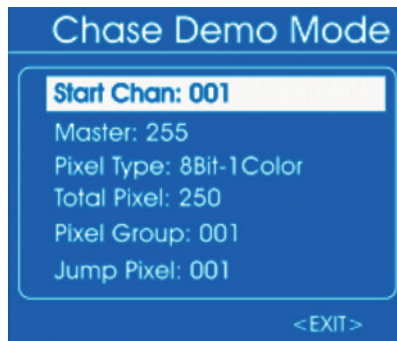 Chase Demo Mode
Start Chan: 001
Master: 255
Pixel Type: 8Bit-1Color
Total Pixel: 250
Pixel Group: 001
Jump Pixel: 001
<EXIT>